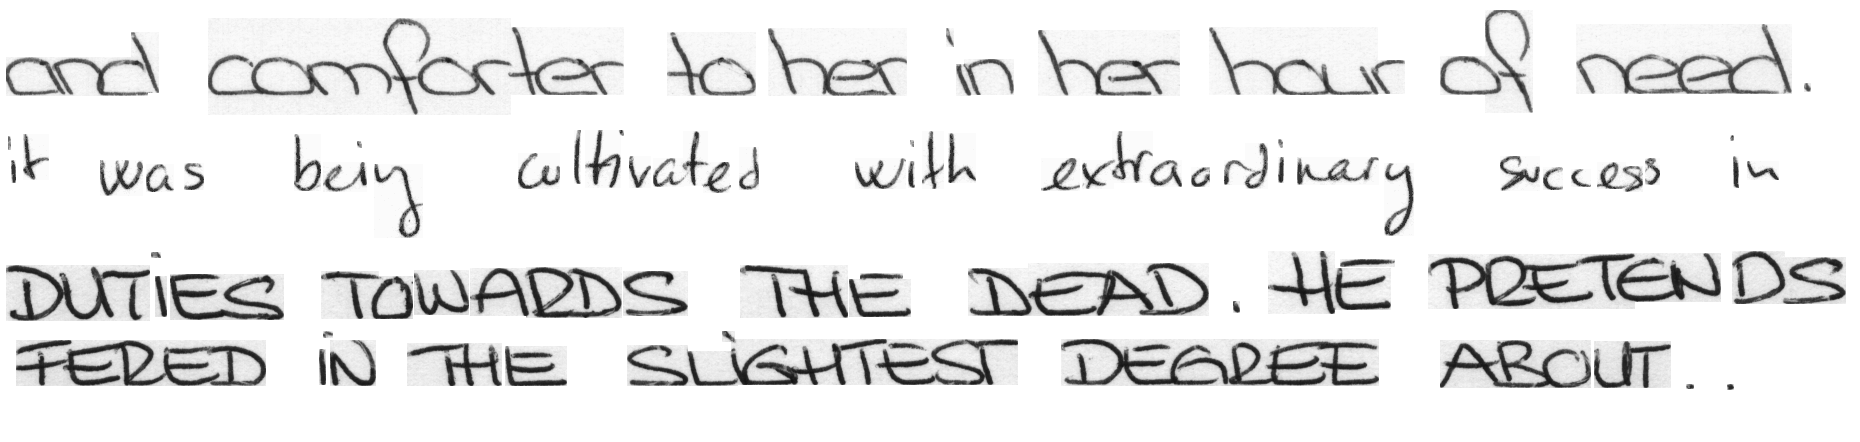 and comforter to her in her hour of need.
it was being cultivated with extraordinary success in
DUTiES TOWARDS THE DEAD. HE PRETENDS
FERED iN THE SLiGHTEST DEGREE ABOUT..